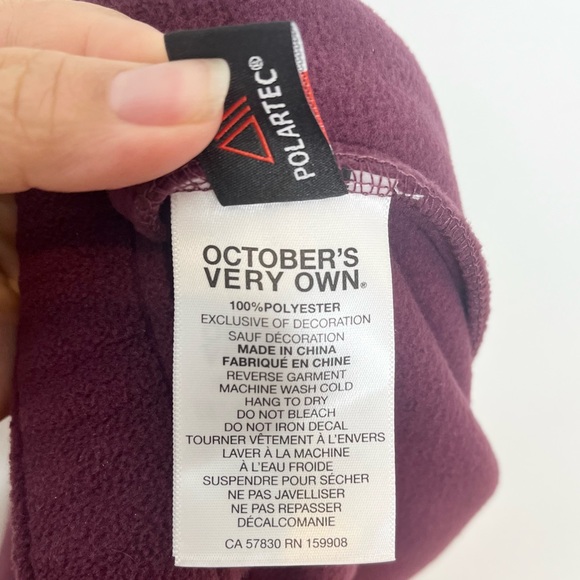 POLARTEC®
OCTOBER'S
VERY OWN®
100%POLYESTER
EXCLUSIVE OF DECORATION
SAUF DÉCORATION
MADE IN CHINA
FABRIQUÉ EN CHINE
REVERSE GARMENT
MACHINE WASH COLD
HANG TO DRY
DO NOT BLEACH
DO NOT IRON DECAL
TOURNER VÊTEMENT À L'ENVERS
LAVER À LA MACHINE
À L'EAU FROIDE
SUSPENDRE POUR SÉCHER
NE PAS JAVELLISER
NE PAS REPASSER
DÉCALCOMANIE
CA 57830 RN 159908